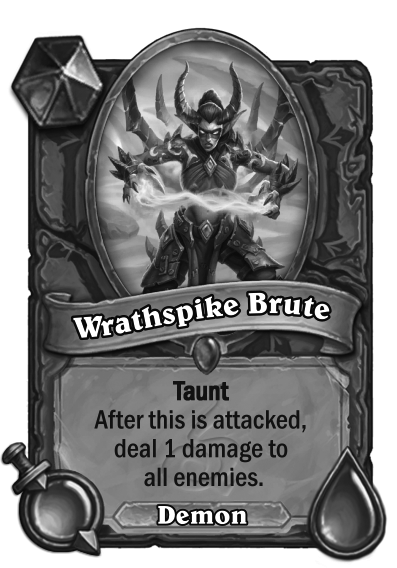 Wrathspike Brute
Taunt
After this is attacked,
deal 1 damage to
all enemies.
Demon